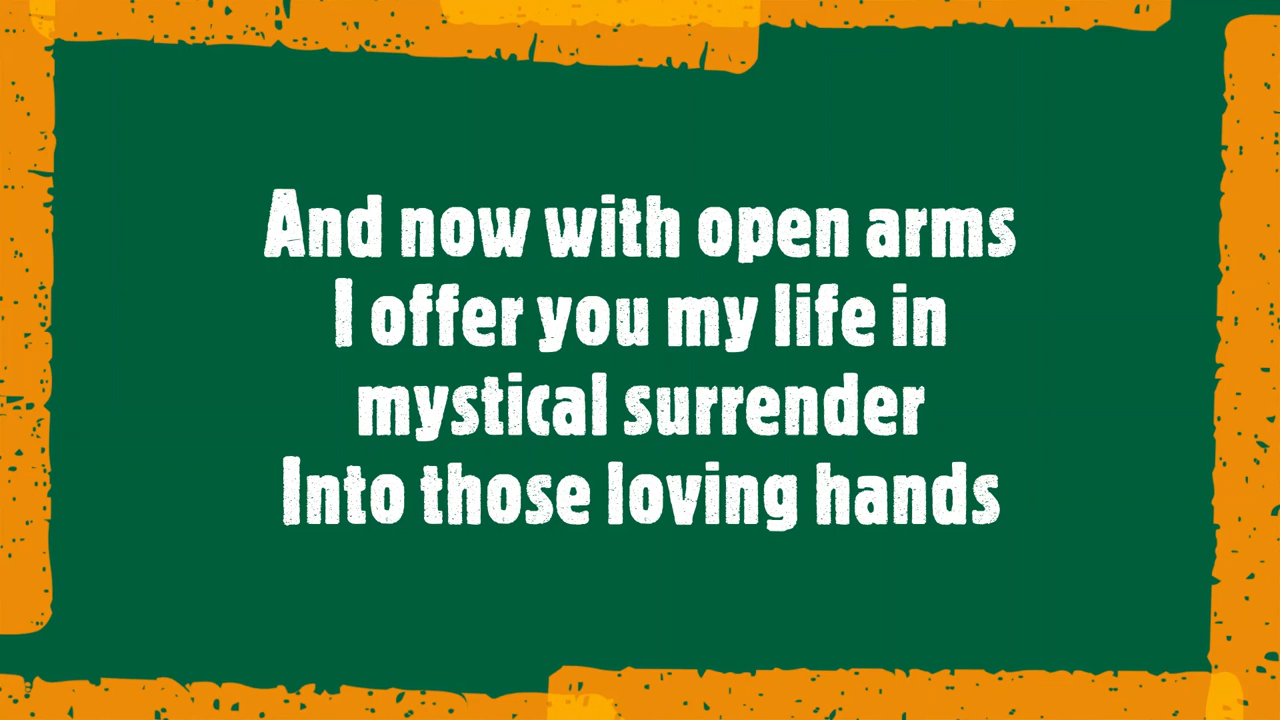 And now with open arms
I offer you my life in
mystical surrender
Into those loving hands